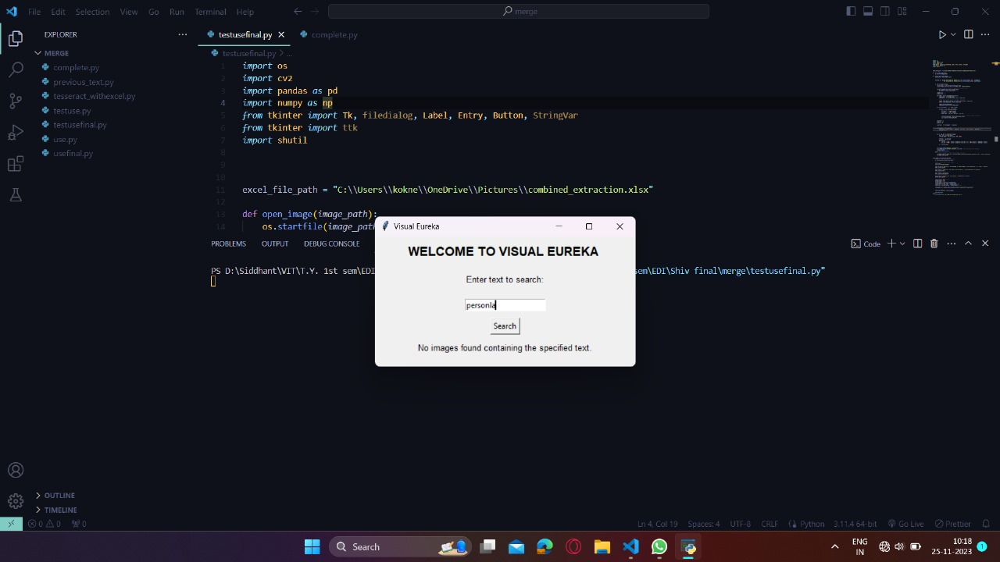 File Edit Selection View Go Run Terminal Help
merge
EXPLORER
testusefinal.py
complete.py
MERGE
complete.py
previous_text.py
tesseract_withexcel.py
testuse.py
testusefinal.py
use.py
usefinal.py
testusefinal.py > ...
1 import os
2 import cv2
3 import pandas as pd
4 import numpy as np
5 from tkinter import Tk, filedialog, Label, Entry, Button, StringVar
6 from tkinter import ttk
7 import shutil
8
9
10
11 excel_file_path = "C:\\Users\\kolhe\\OneDrive\\Pictures\\combined_extraction.xlsx"
12
13 def open_image(image_path):
14 os.startfile(image_path
PROBLEMS OUTPUT DEBUG CONSOLE
Code
PS D:\Siddhant\VIT\T.Y. 1st sem\EDI
sem\EDI\Shiv final\merge\testusefinal.py"
Visual Eureka
WELCOME TO VISUAL EUREKA
Enter text to search:
personla
Search
No images found containing the specified text.
OUTLINE
TIMELINE
0 0 0
Ln 4, Col 19 Spaces: 4 UTF-8 CRLF Python 3.11.4 64-bit Go Live Prettier
Search
ENG
IN
10:18
25-11-2023
1